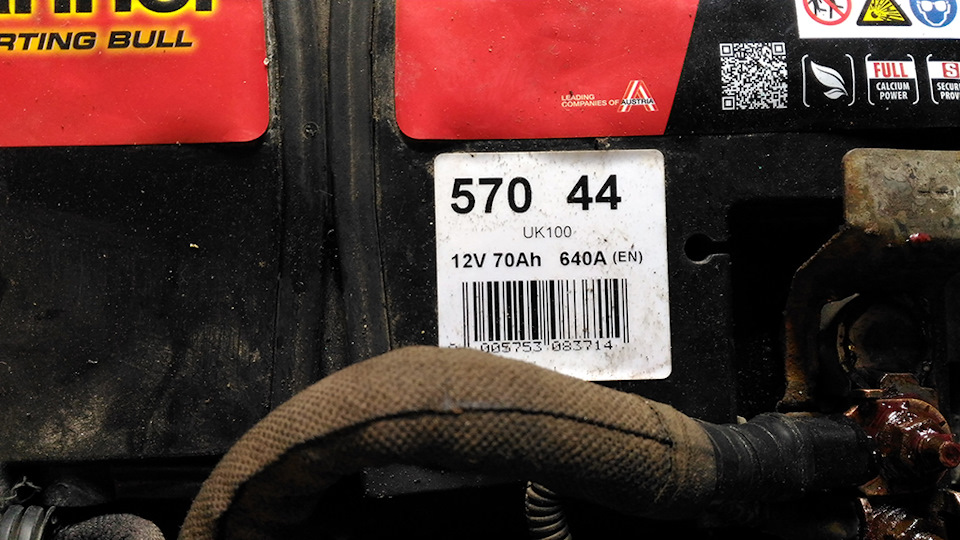 RTING BULL
LEADING
COMPANIES OF AUSTRIA
FULL
CALCIUM
POWER
570 44
UK100
12V 70Ah 640A (EN)
005753 083714